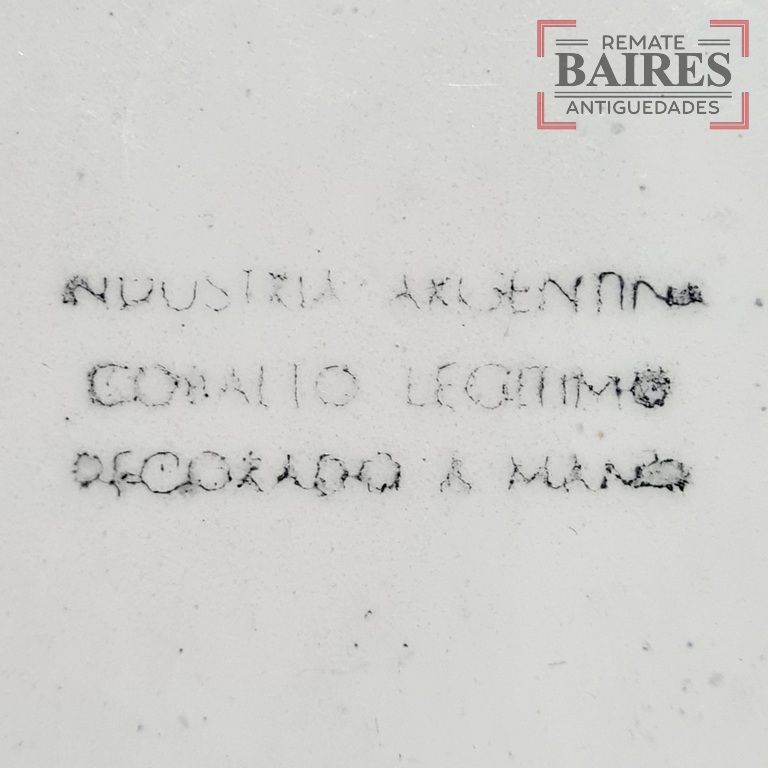 REMATE
BAIRES
ANTIGUEDADES
INDUSTRIA ARGENTINA
COBALTO LEGITIMO
DECORADO A MANO